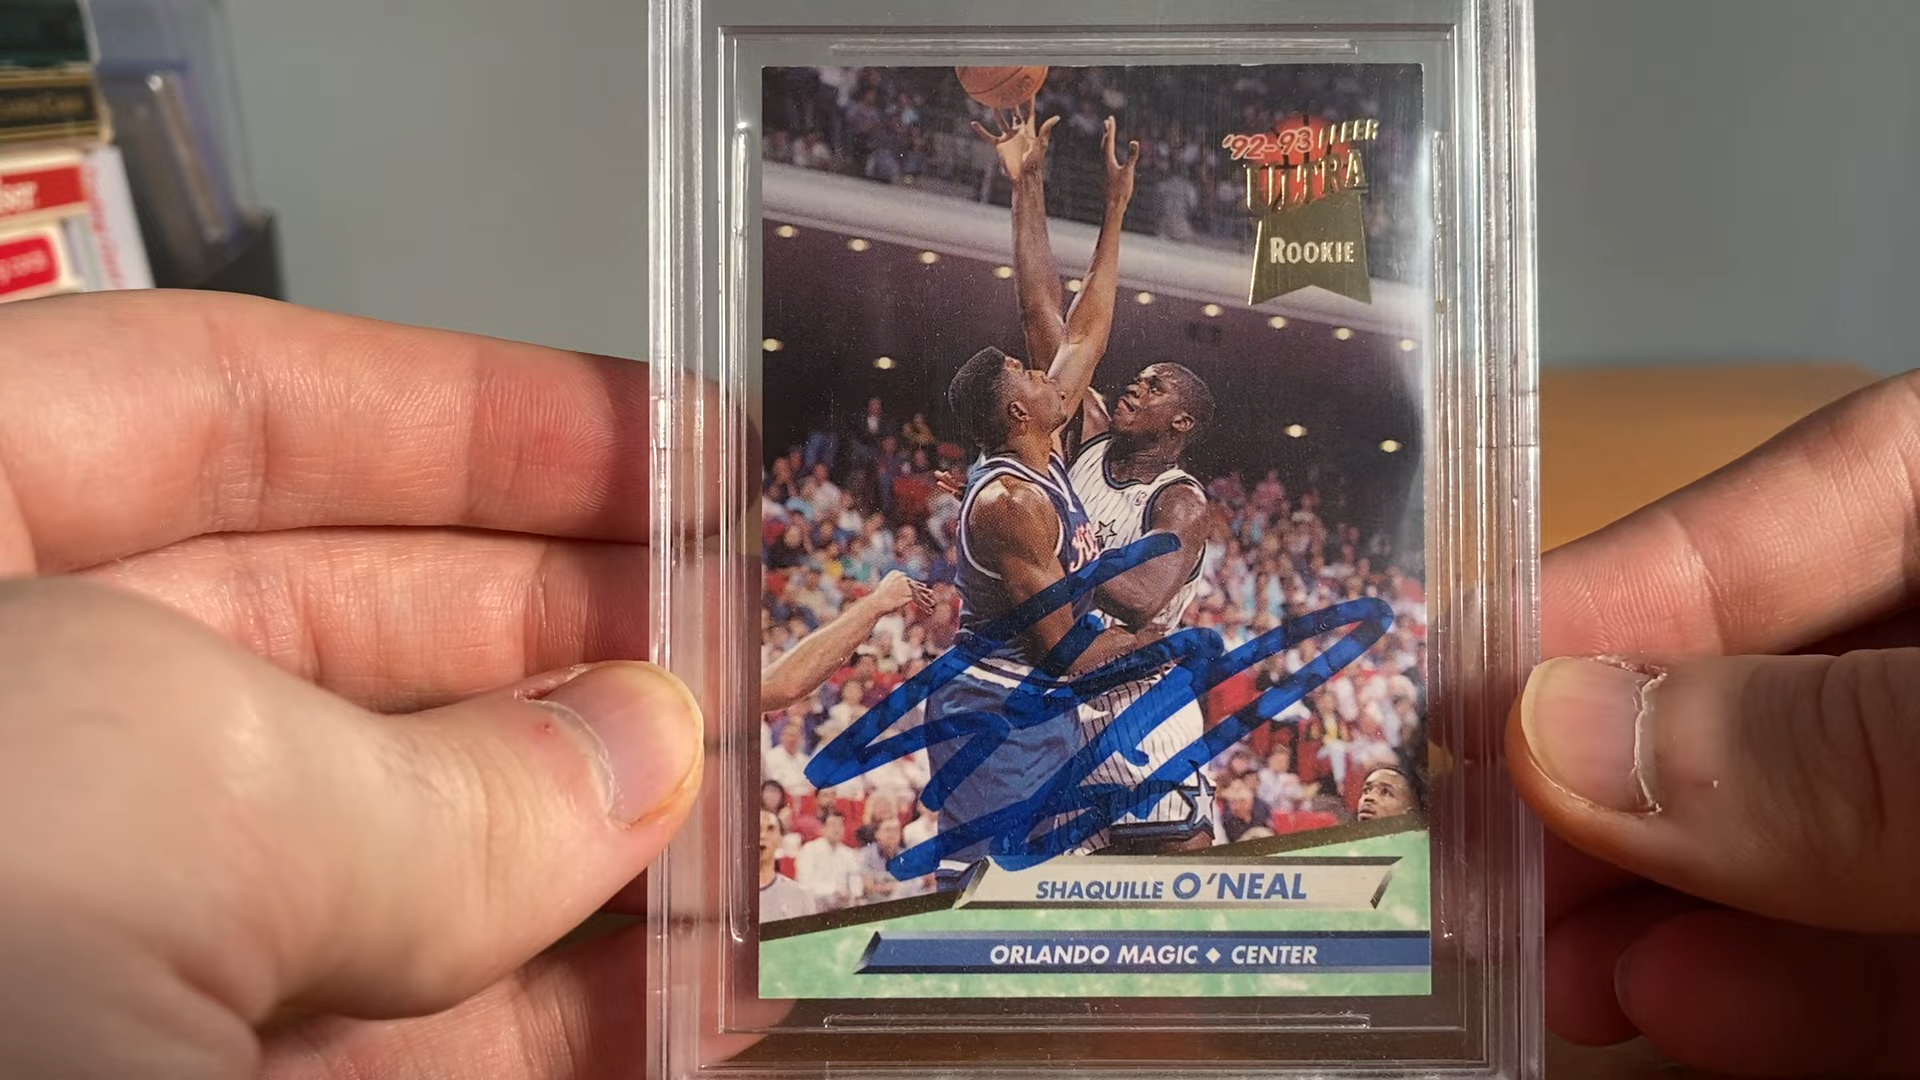 '92-93 FLEER
ULTRA
ROOKIE
SHAQUILLE O'NEAL
ORLANDO MAGIC ◆ CENTER